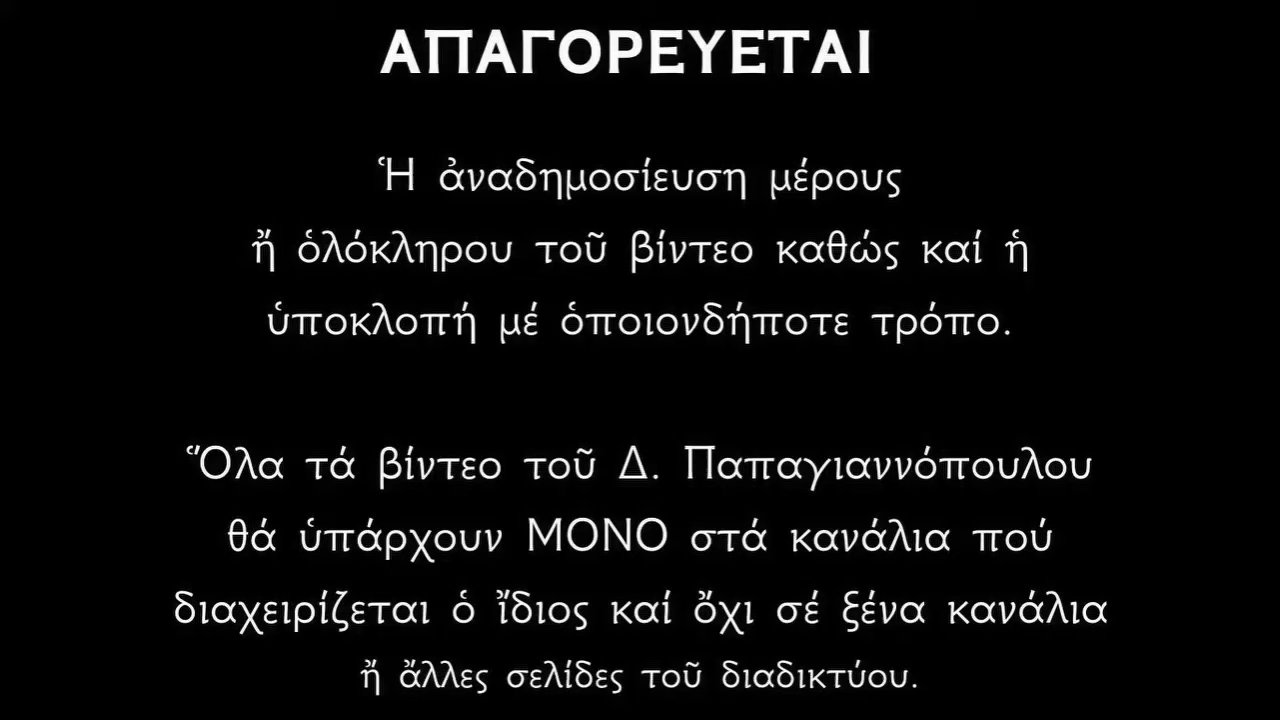 ΑΠΑΓΟΡΕΥΕΤΑΙ
Ἡ ἀναδημοσίευση μέρους
ἤ ὁλόκληρου τοῦ βίντεο καθώς καί ἡ
ὑποκλοπή μέ ὁποιονδήποτε τρόπο.
Ὅλα τά βίντεο τοῦ Δ. Παπαγιαννόπουλου
θά ὑπάρχουν ΜΟΝΟ στά κανάλια πού
διαχειρίζεται ὁ ἴδιος καί ὄχι σέ ξένα κανάλια
ἤ ἄλλες σελίδες τοῦ διαδικτύου.